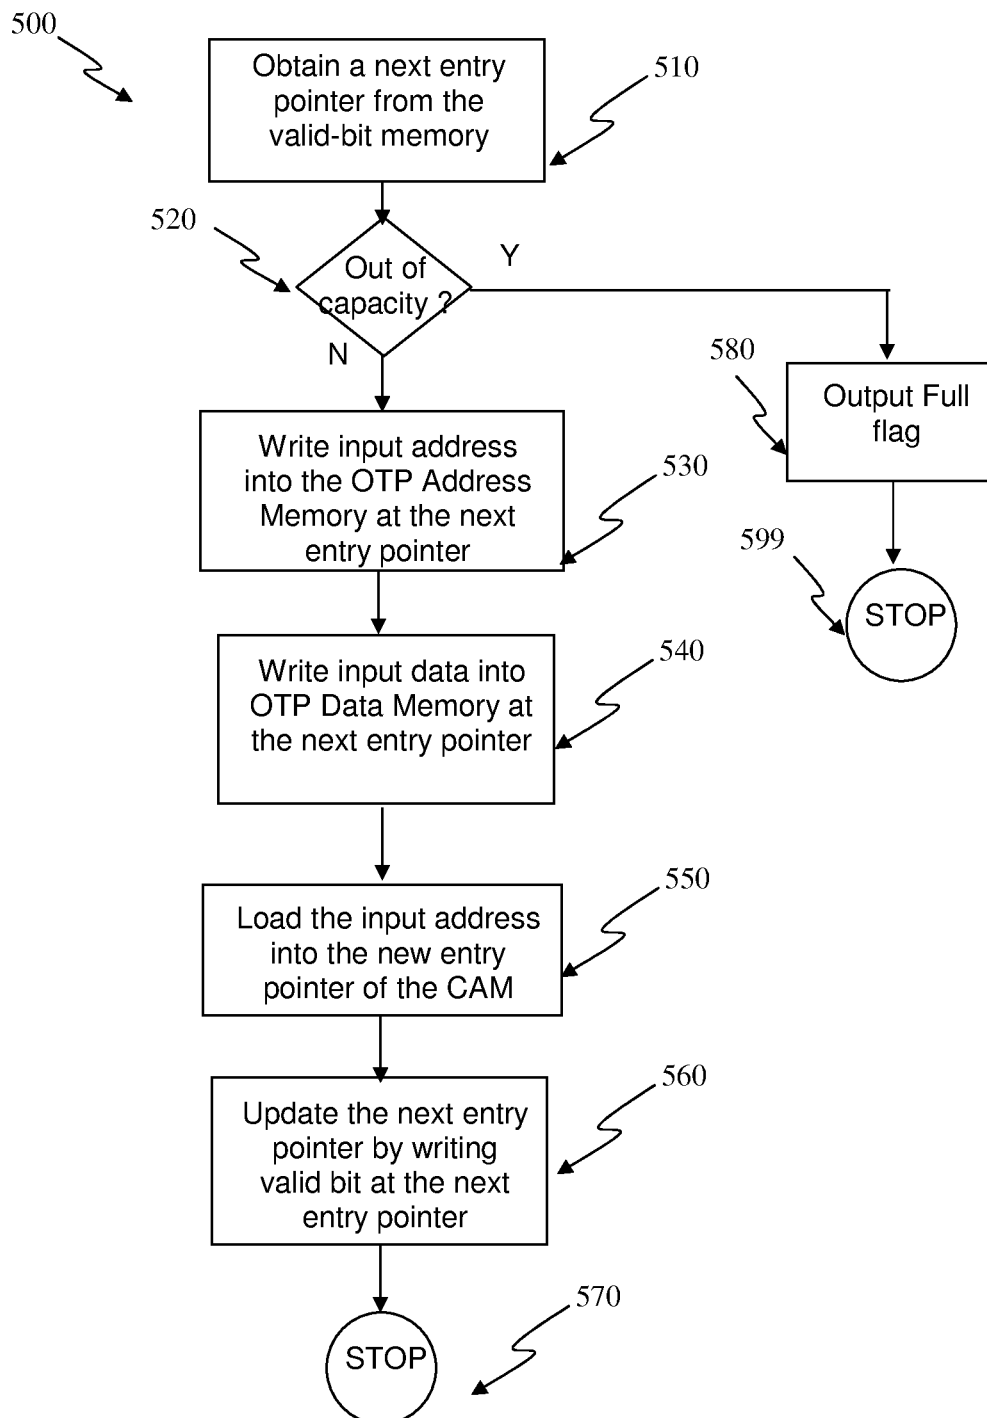 500
Obtain a next entry
pointer from the
valid-bit memory
510
520
Out of
capacity ?
Y
N
580
Output Full
flag
Write input address
into the OTP Address
Memory at the next
entry pointer
530
599
STOP
Write input data into
OTP Data Memory at
the next entry pointer
540
Load the input address
into the new entry
pointer of the CAM
550
Update the next entry
pointer by writing
valid bit at the next
entry pointer
560
STOP
570